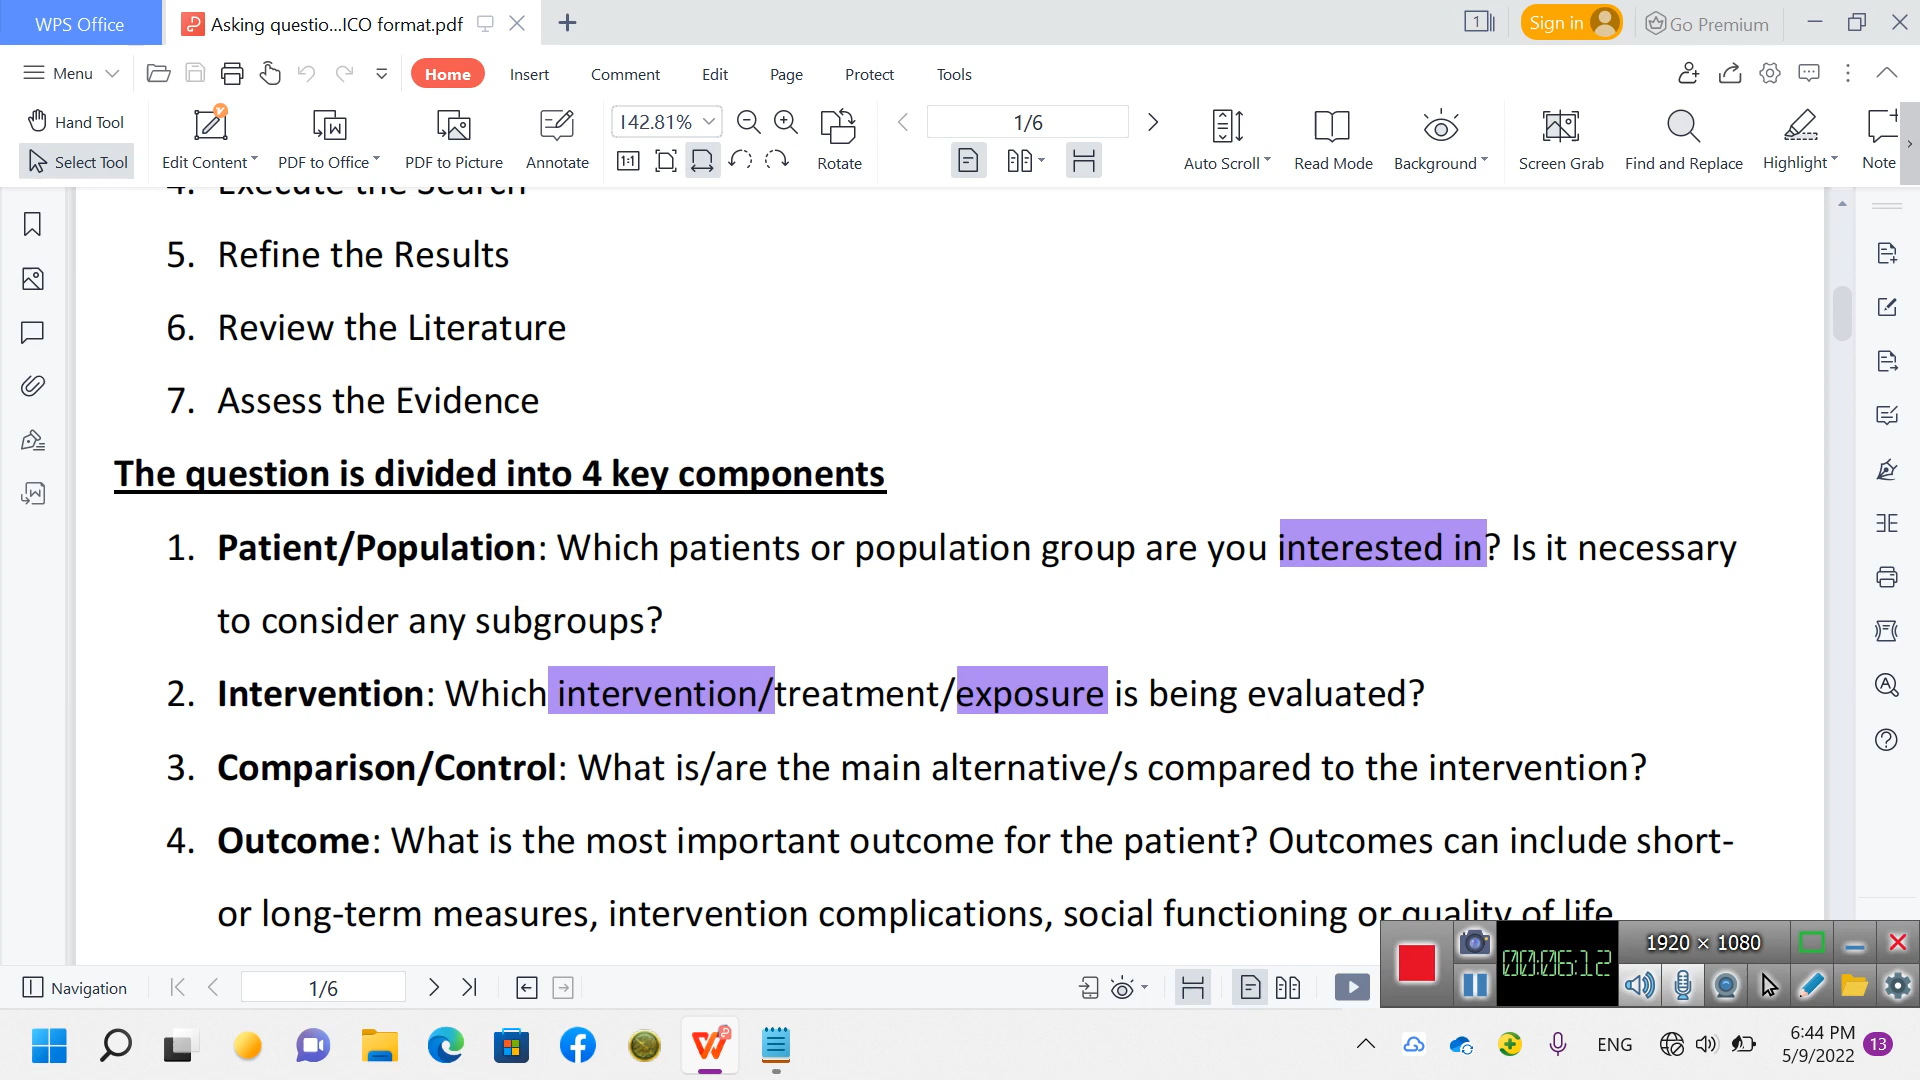 WPS Office
Asking questio...ICO format.pdf
1
Sign in
Go Premium
Menu
Home
Insert
Comment
Edit
Page
Protect
Tools
Hand Tool
Select Tool
Edit Content
PDF to Office
PDF to Picture
Annotate
142.81%
1:1
Rotate
1/6
Auto Scroll
Read Mode
Background
Screen Grab
Find and Replace
Highlight
Note
4. Execute the Search
5. Refine the Results
6. Review the Literature
7. Assess the Evidence
The question is divided into 4 key components
1. Patient/Population: Which patients or population group are you interested in? Is it necessary
to consider any subgroups?
2. Intervention: Which intervention/treatment/exposure is being evaluated?
3. Comparison/Control: What is/are the main alternative/s compared to the intervention?
4. Outcome: What is the most important outcome for the patient? Outcomes can include short-
or long-term measures, intervention complications, social functioning or quality of life
1920 × 1080
00:06:12
Navigation
1/6
ENG
6:44 PM
5/9/2022
13